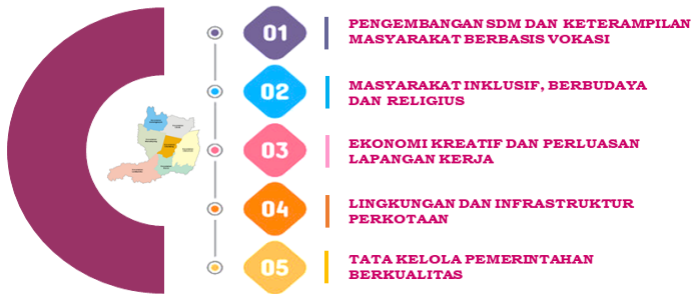 01
PENGEMBANGAN SDM DAN KETERAMPILAN
MASYARAKAT BERBASIS VOKASI
02
MASYARAKAT INKLUSIF, BERBUDAYA
DAN RELIGIUS
03
EKONOMI KREATIF DAN PERLUASAN
LAPANGAN KERJA
04
LINGKUNGAN DAN INFRASTRUKTUR
PERKOTAAN
05
TATA KELOLA PEMERINTAHAN
BERKUALITAS